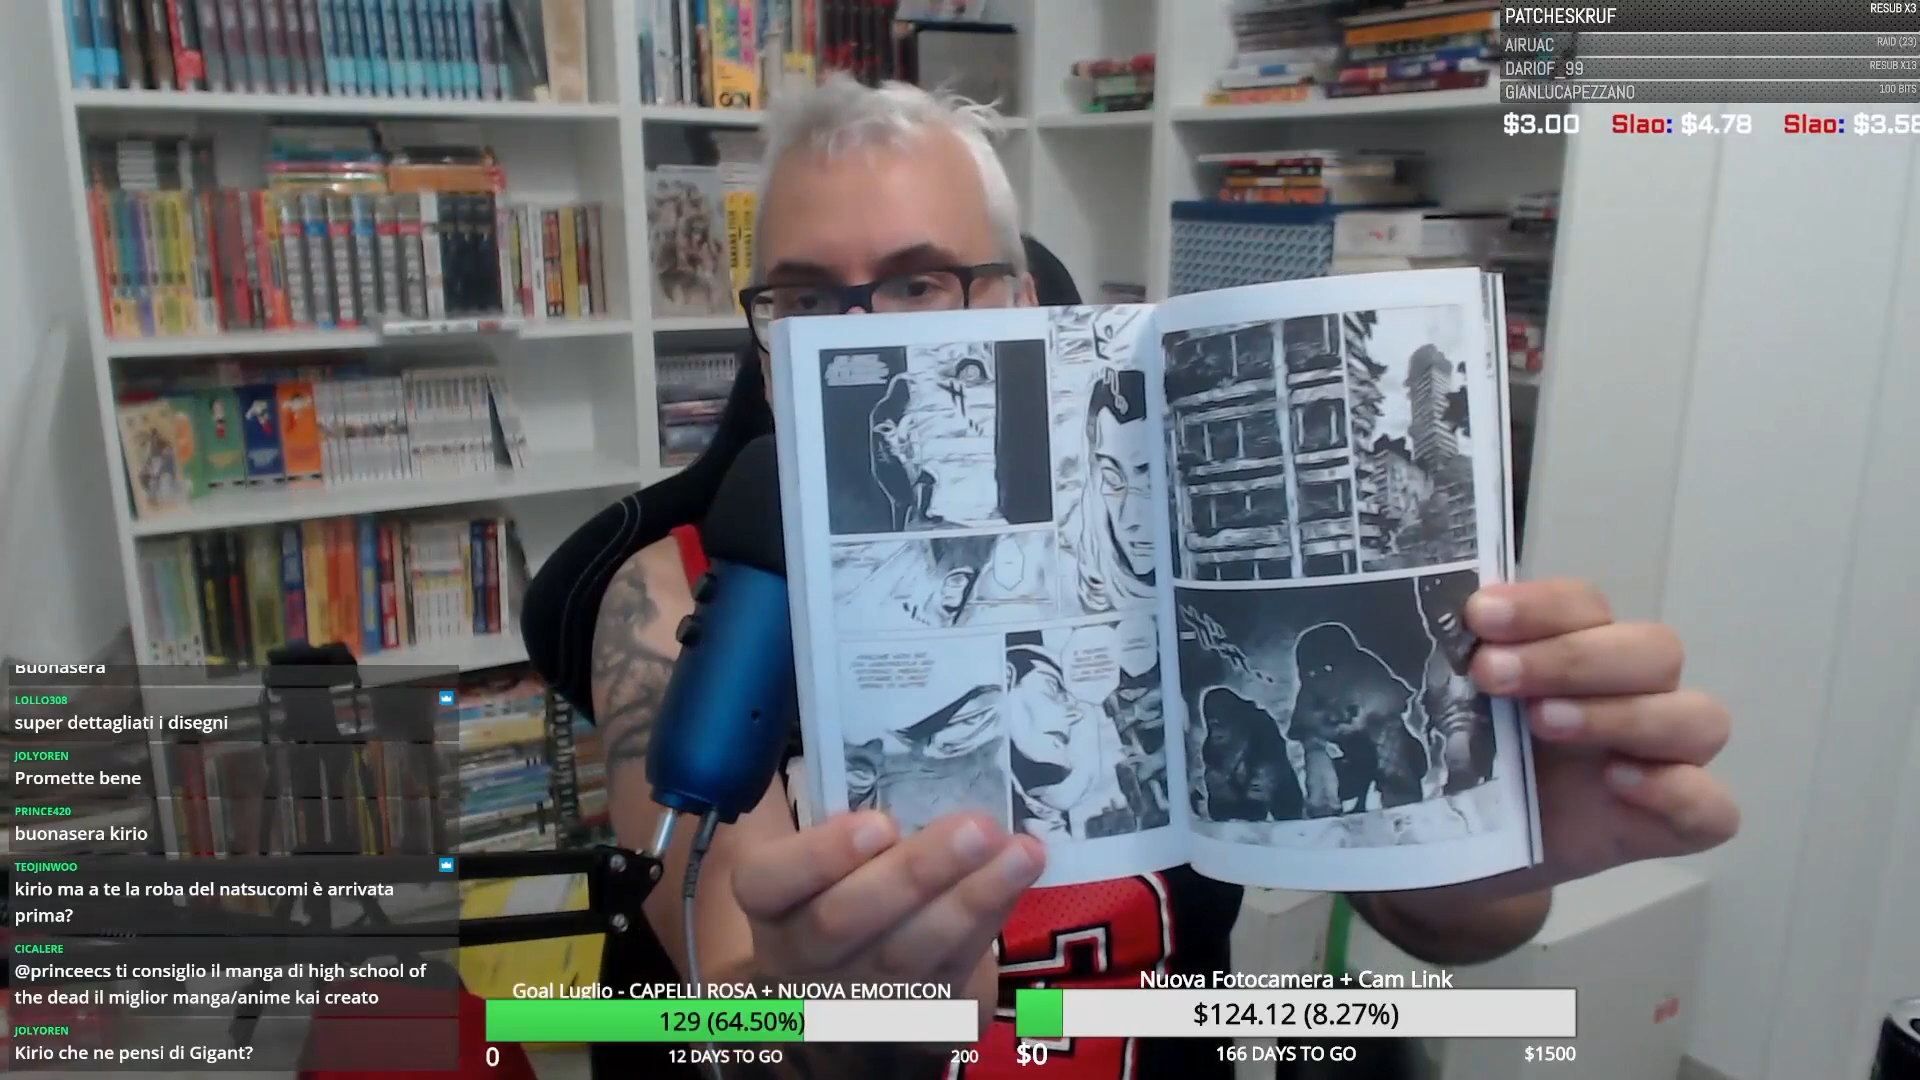 PATCHESKRUF
RESUB X3
AIRUAC
RAID (23)
DARIOF_99
RESUB X13
GIANLUCAPEZZANO
100 BITS
$3.00 Slao: $4.78 Slao: $3.58
Buonasera
LOLLO308
super dettagliati i disegni
JOLYOREN
Promette bene
PRINCE420
buonasera kirio
TEOJINWOO
kirio ma a te la roba del natsucomi è arrivata
prima?
CICALERE
@princeecs ti consiglio il manga di high school of
the dead il miglior manga/anime kai creato
JOLYOREN
Kirio che ne pensi di Gigant?
Goal Luglio - CAPELLI ROSA + NUOVA EMOTICON
129 (64.50%)
0
12 DAYS TO GO
200
Nuova Fotocamera + Cam Link
$124.12 (8.27%)
$0
166 DAYS TO GO
$1500